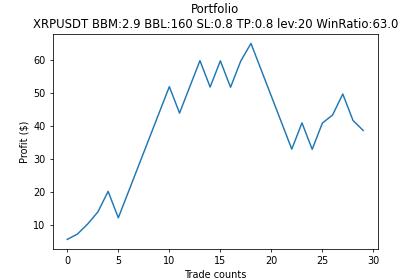 Portfolio
XRPUSDT BBM:2.9 BBL:160 SL:0.8 TP:0.8 lev:20 WinRatio:63.0
60
50
40
30
20
10
Profit ($)
0 5 10 15 20 25 30
Trade counts